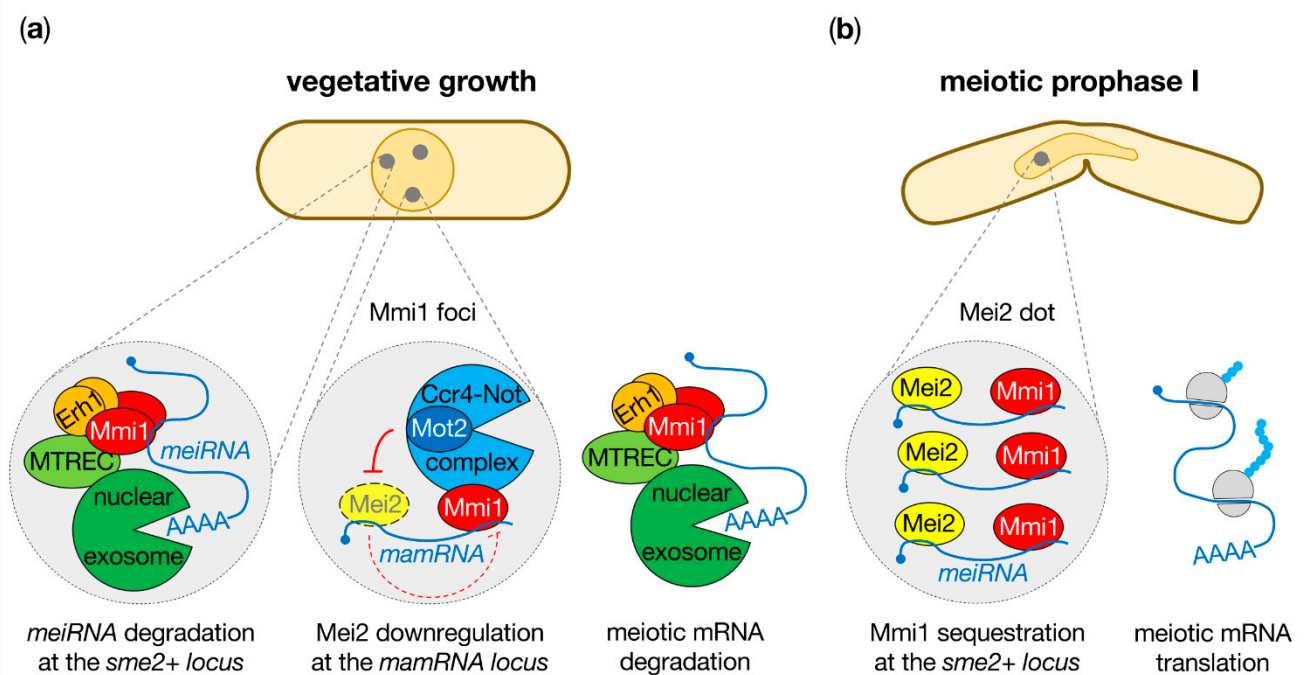 (a)
vegetative growth
Mmi1 foci
Erh1
Mmi1
meiRNA
MTREC
nuclear
AAAA
exosome
meiRNA degradation
at the sme2+ locus
Ccr4-Not
Mot2
complex
Mei2
Mmi1
mamRNA
Mei2 downregulation
at the mamRNA locus
Erh1
Mmi1
MTREC
nuclear
AAAA
exosome
meiotic mRNA
degradation
(b)
meiotic prophase I
Mei2 dot
Mei2 Mmi1
Mei2 Mmi1
Mei2 Mmi1
meiRNA
Mmi1 sequestration
at the sme2+ locus
AAAA
meiotic mRNA
translation